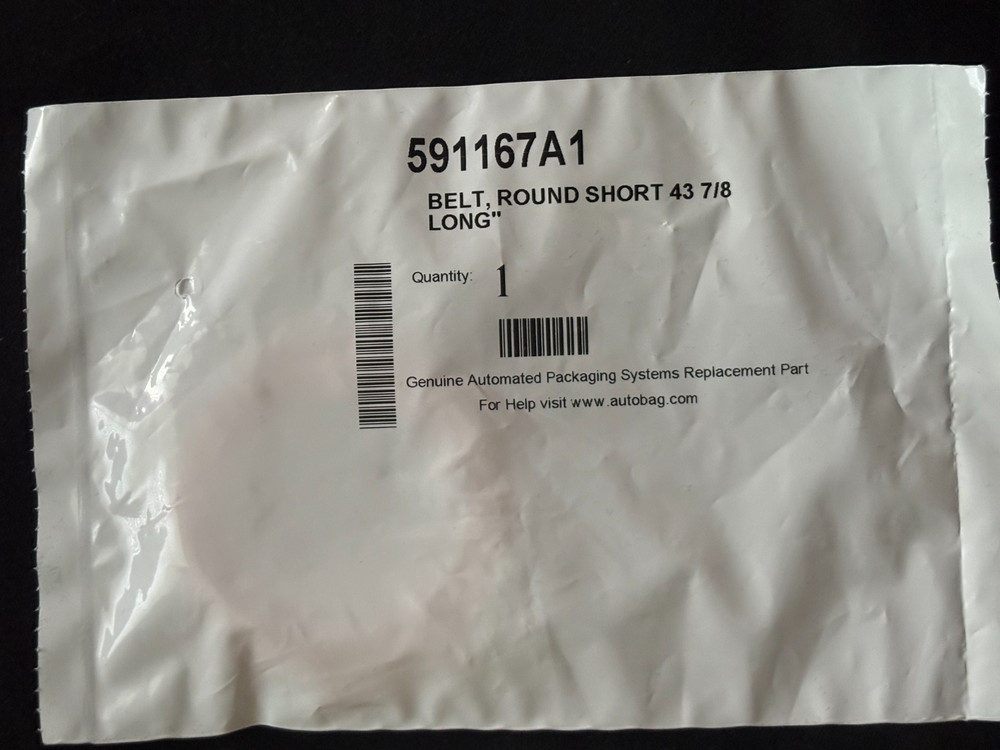 591167A1
BELT, ROUND SHORT 43 7/8
LONG"
Quantity: 1
Genuine Automated Packaging Systems Replacement Part
For Help visit www.autobag.com